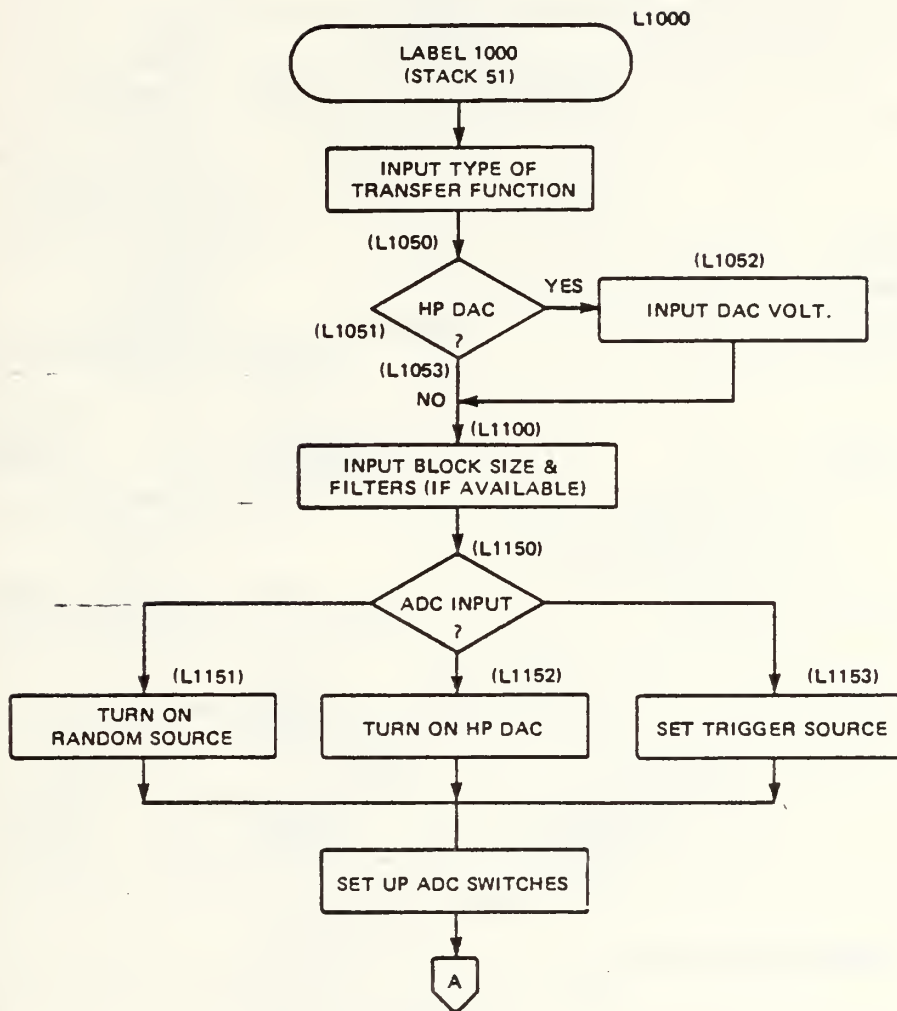 L1000
LABEL 1000
(STACK 51)
INPUT TYPE OF
TRANSFER FUNCTION
(L1050)
(L1052)
HP DAC
?
YES
INPUT DAC VOLT.
(L1051)
(L1053)
NO
(L1100)
INPUT BLOCK SIZE &
FILTERS (IF AVAILABLE)
(L1150)
ADC INPUT
?
(L1151)
(L1152)
(L1153)
TURN ON
RANDOM SOURCE
TURN ON HP DAC
SET TRIGGER SOURCE
SET UP ADC SWITCHES
A